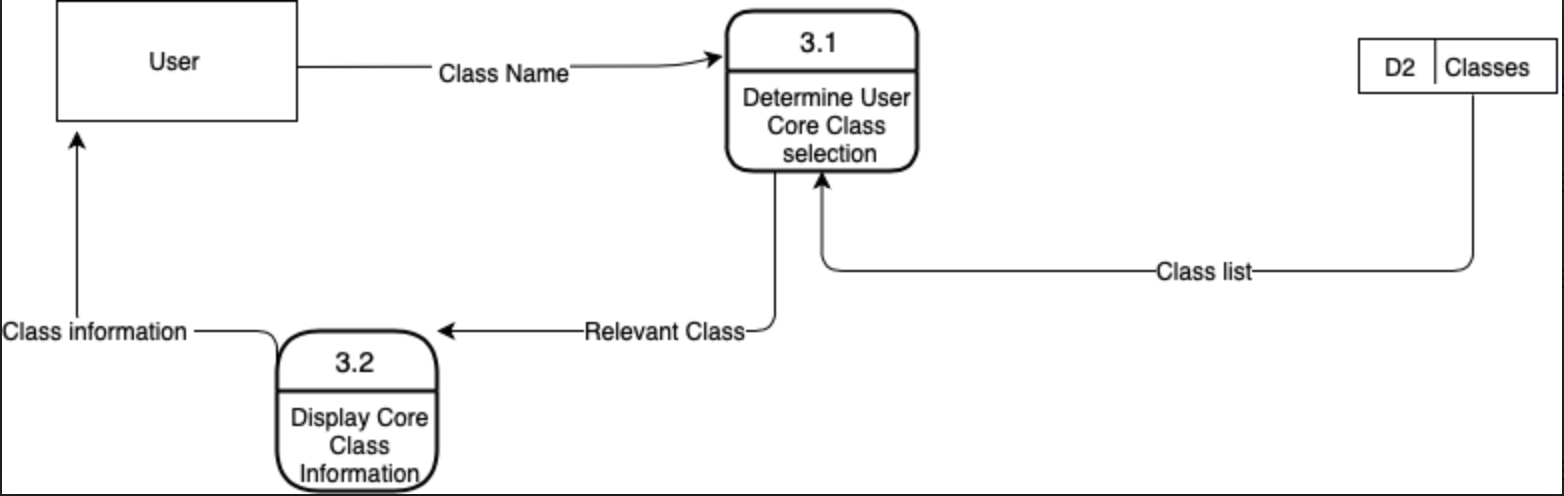 User
Class Name
3.1
Determine User
Core Class
selection
D2 Classes
Class list
Relevant Class
Class information
3.2
Display Core
Class
Information